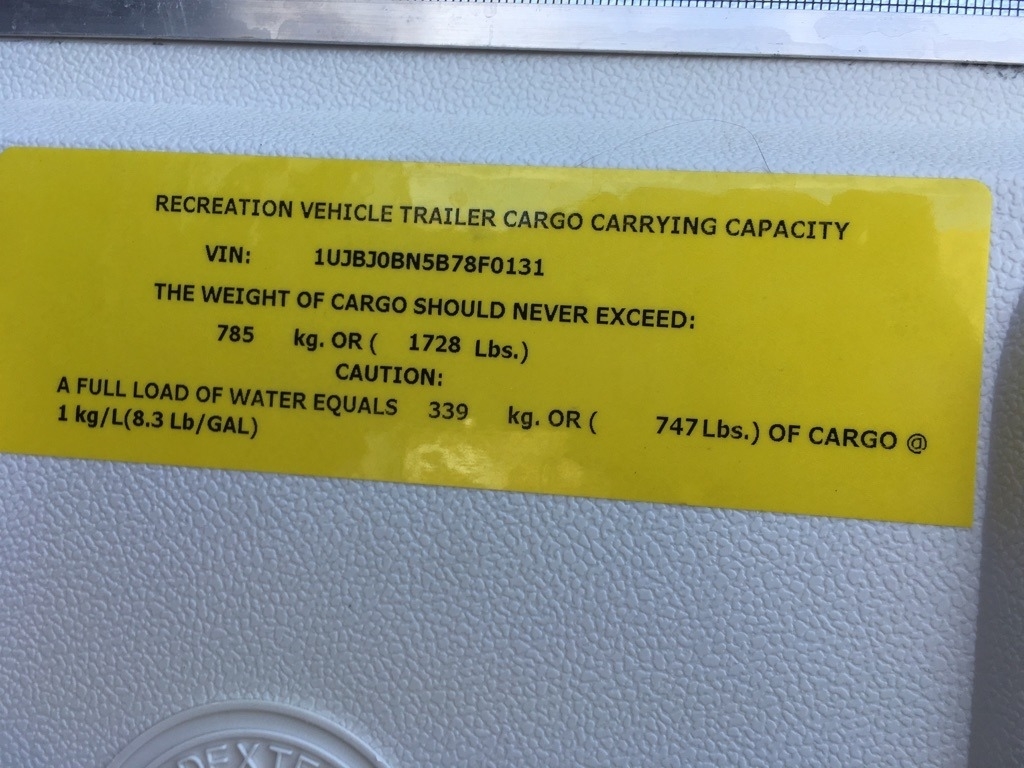 RECREATION VEHICLE TRAILER CARGO CARRYING CAPACITY
VIN: 1UJBJ0BN5B78F0131
THE WEIGHT OF CARGO SHOULD NEVER EXCEED:
785 kg. OR ( 1728 Lbs.)
CAUTION:
A FULL LOAD OF WATER EQUALS 339 kg. OR ( 747 Lbs.) OF CARGO @
1 kg/L(8.3 Lb/GAL)